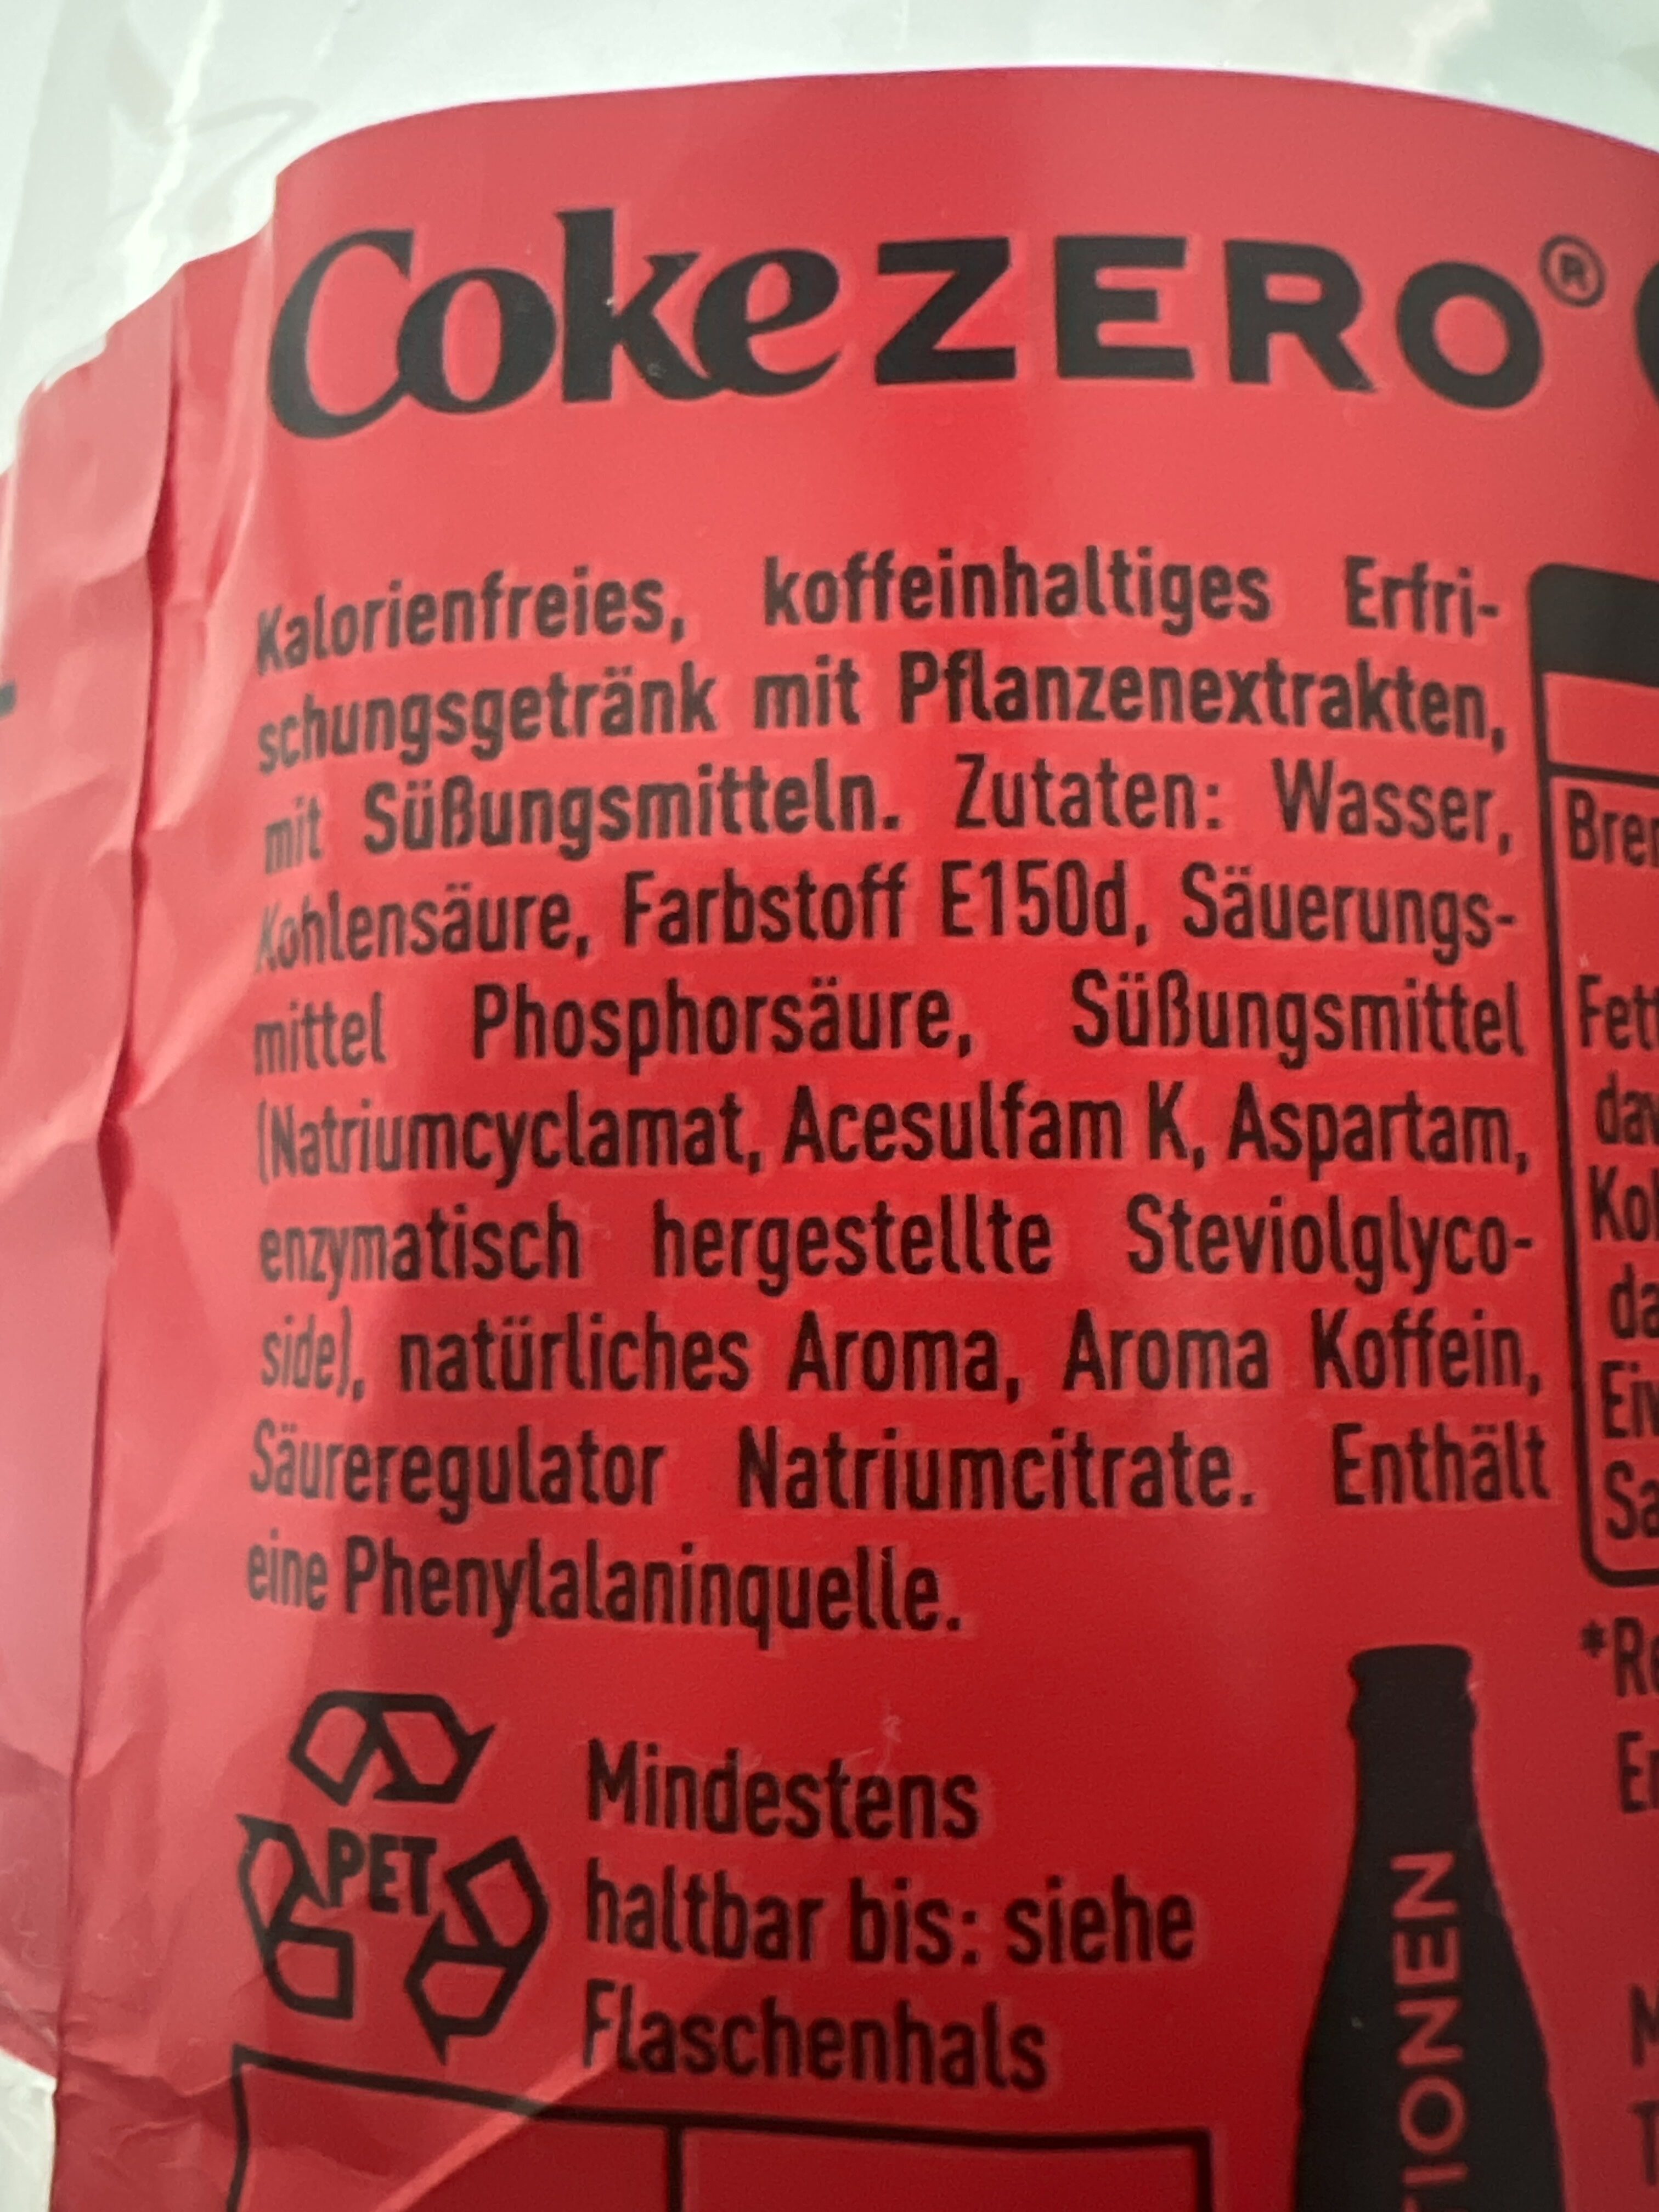 Coke ZERO®
Kalorienfreies, koffeinhaltiges Erfri-
schungsgetränk mit Pflanzenextrakten,
mit Süßungsmitteln. Zutaten: Wasser,
Kohlensäure, Farbstoff E150d, Säuerungs-
mittel Phosphorsäure, Süßungsmittel
(Natriumcyclamat, Acesulfam K, Aspartam,
enzymatisch hergestellte Steviolglyco-
side), natürliches Aroma, Aroma Koffein,
Säureregulator Natriumcitrate. Enthält
eine Phenylalaninquelle.
PET
Mindestens
haltbar bis: siehe
Flaschenhals